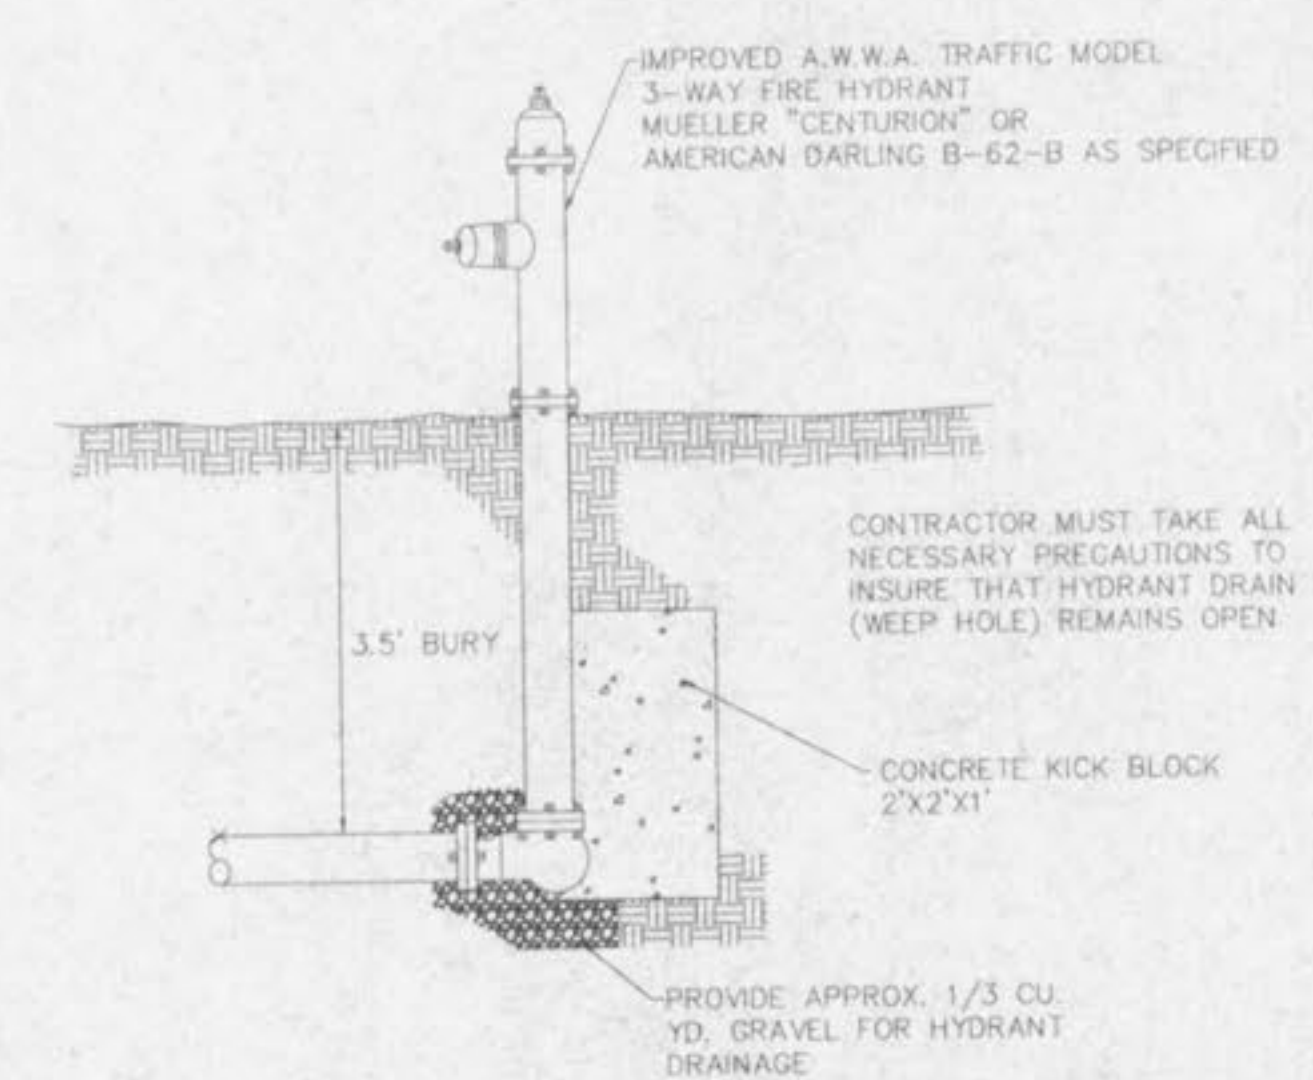 IMPROVED A.W.W.A. TRAFFIC MODEL
3-WAY FIRE HYDRANT
MUELLER "CENTURION" OR
AMERICAN DARLING B-62-B AS SPECIFIED
CONTRACTOR MUST TAKE ALL
NECESSARY PRECAUTIONS TO
INSURE THAT HYDRANT DRAIN
(WEEP HOLE) REMAINS OPEN
3.5' BURY
CONCRETE KICK BLOCK
2'X2'X1'
PROVIDE APPROX. 1/3 CU.
YD. GRAVEL FOR HYDRANT
DRAINAGE